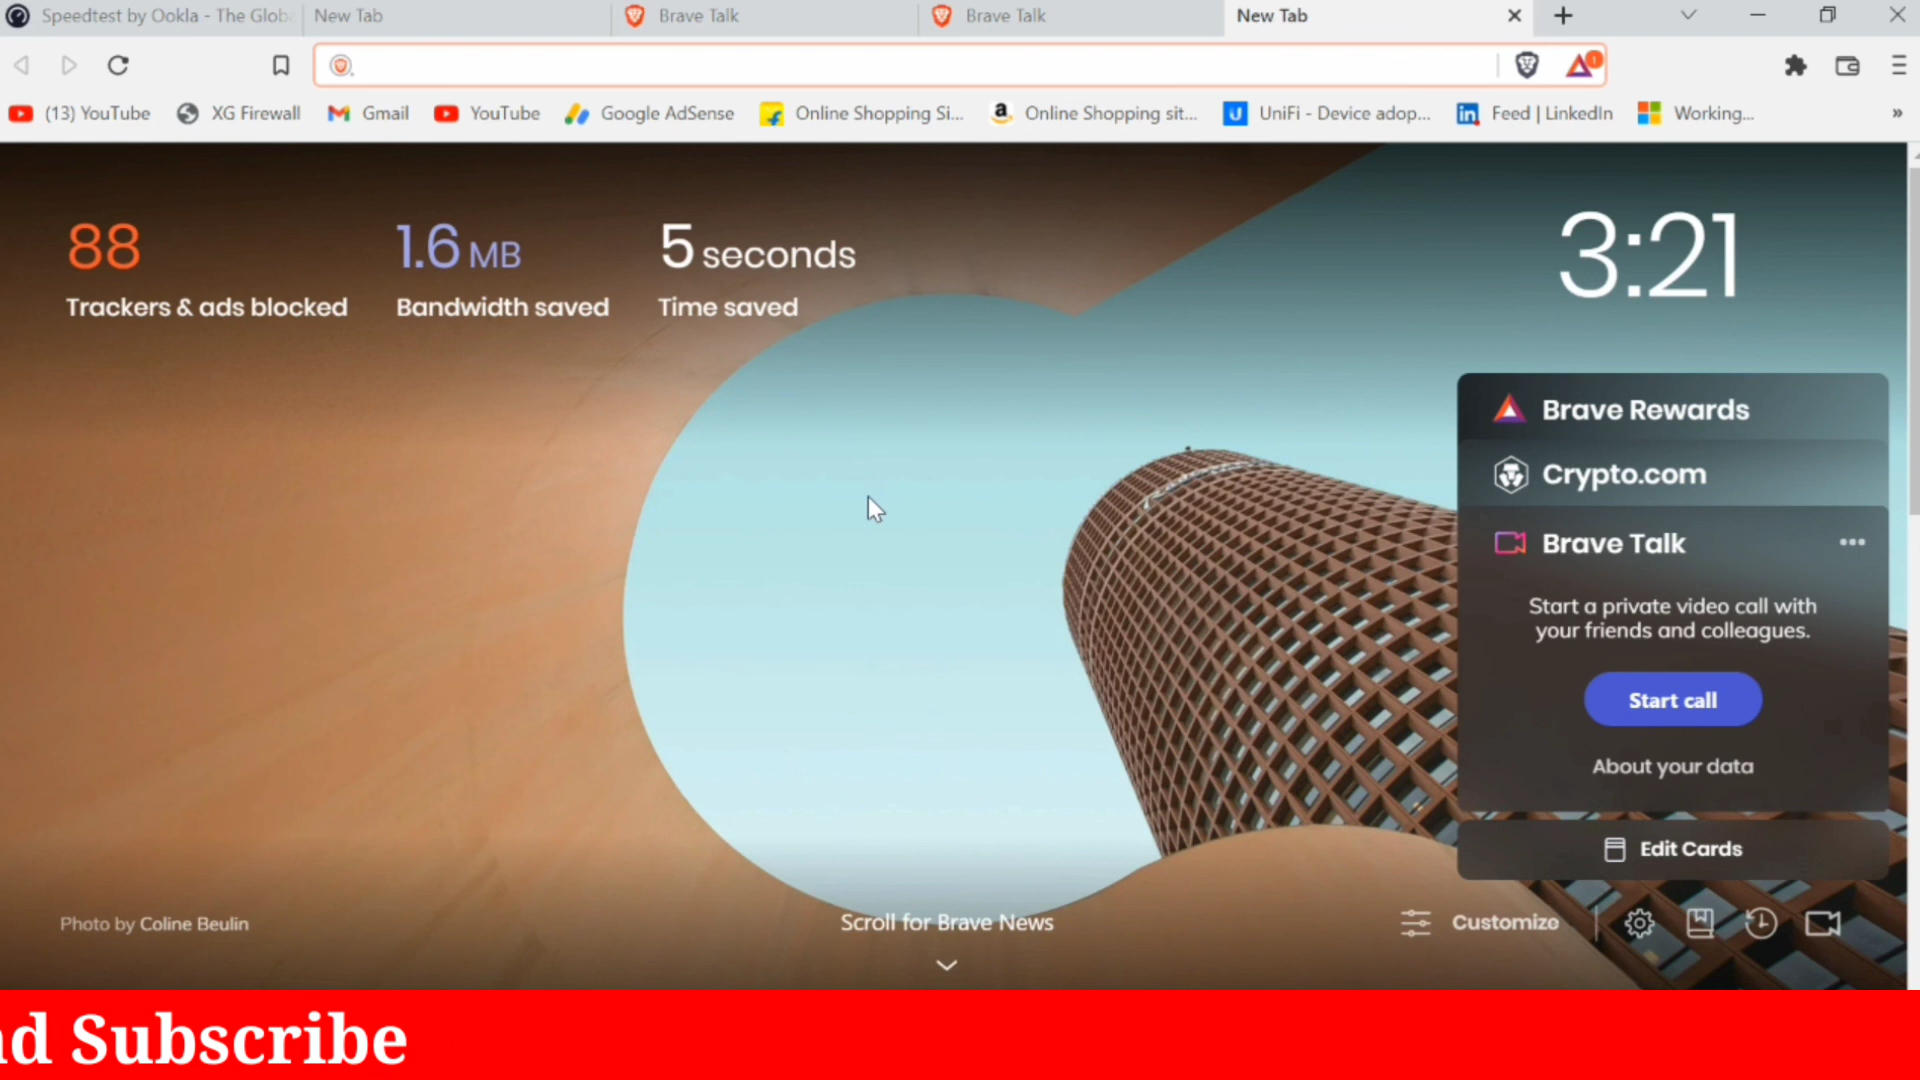 Speedtest by Ookla - The Globa
New Tab
Brave Talk
Brave Talk
New Tab
(13) YouTube
XG Firewall
Gmail
YouTube
Google AdSense
Online Shopping Si...
Online Shopping sit...
UniFi - Device adop...
Feed | LinkedIn
Working...
88
Trackers & ads blocked
1.6 MB
Bandwidth saved
5 seconds
Time saved
3:21
Brave Rewards
Crypto.com
Brave Talk
Start a private video call with
your friends and colleagues.
Start call
About your data
Edit Cards
Photo by Coline Beulin
Scroll for Brave News
Customize
nd Subscribe